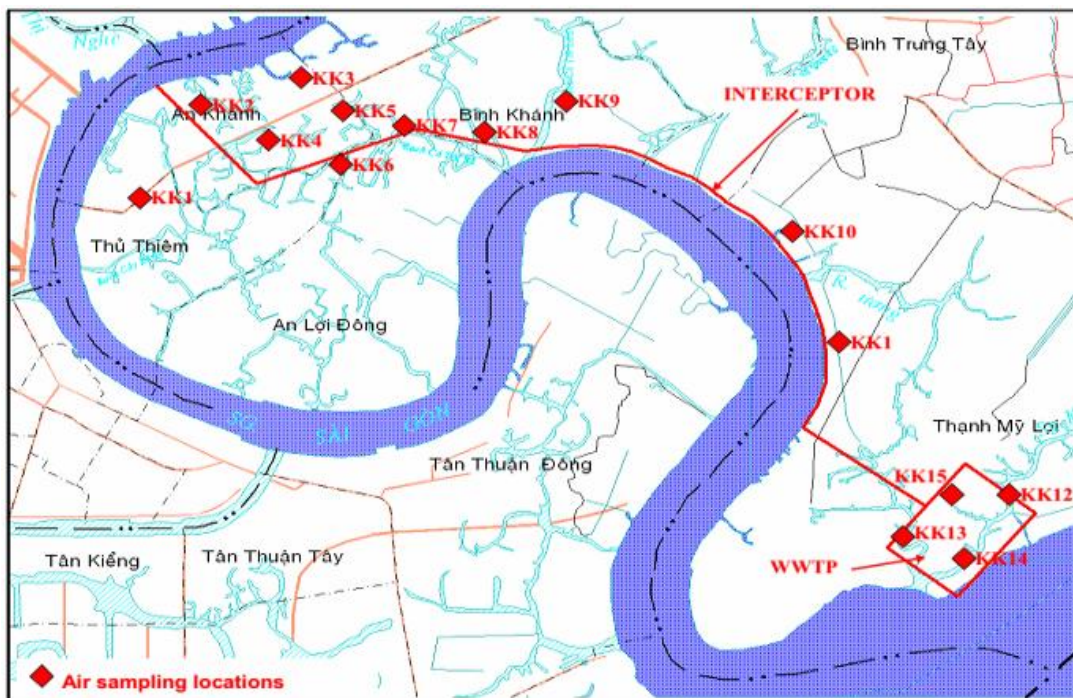 Nghe
Bình Trưng Tây
KK3
KK2
An Khánh
KK5
KK9
INTERCEPTOR
Bình Khánh
KK7
KK8
KK4
KK6
KK1
Thủ Thiêm
KK10
An Lợi Đông
KK1
SÀI GÒN
Thạnh Mỹ Lợi
Tân Thuận Đông
KK15
KK12
KK13
Tân Kiểng
Tân Thuận Tây
WWTP
KK14
Air sampling locations